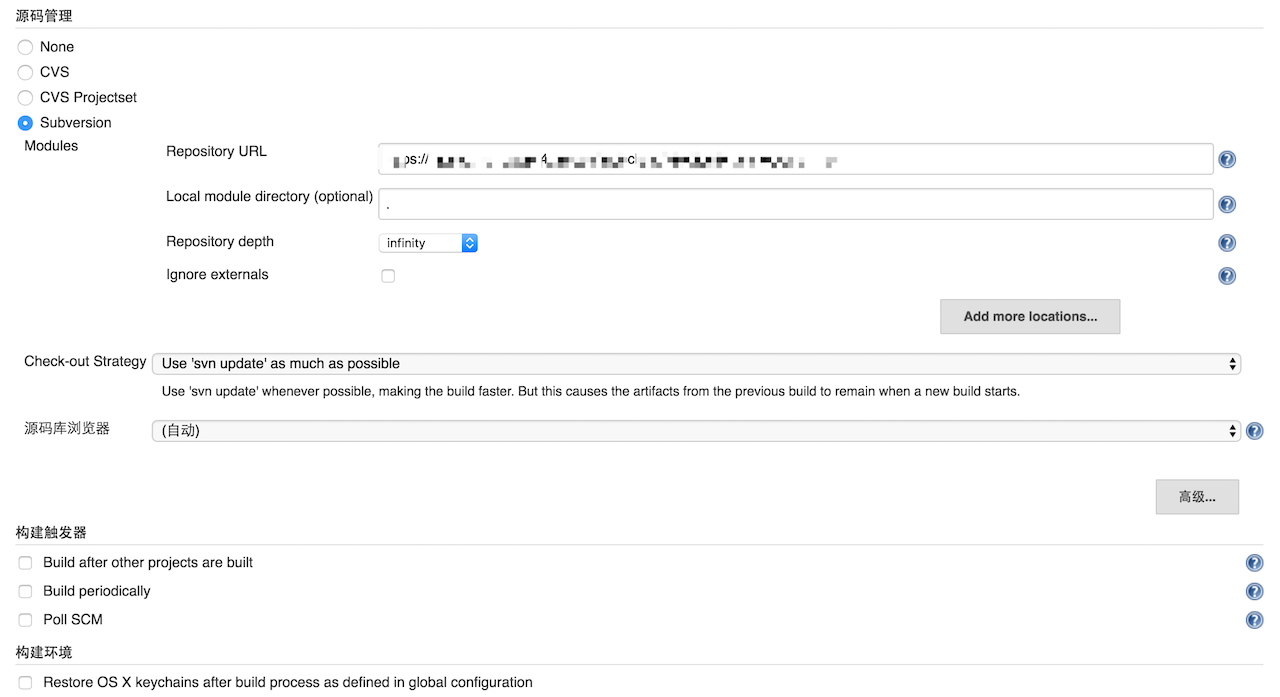 源码管理
None
CVS
CVS Projectset
Subversion
Modules
Repository URL
ps://
Local module directory (optional)
.
Repository depth
infinity
Ignore externals
Add more locations...
Check-out Strategy
Use 'svn update' as much as possible
Use 'svn update' whenever possible, making the build faster. But this causes the artifacts from the previous build to remain when a new build starts.
源码库浏览器
(自动)
高级...
构建触发器
Build after other projects are built
Build periodically
Poll SCM
构建环境
Restore OS X keychains after build process as defined in global configuration